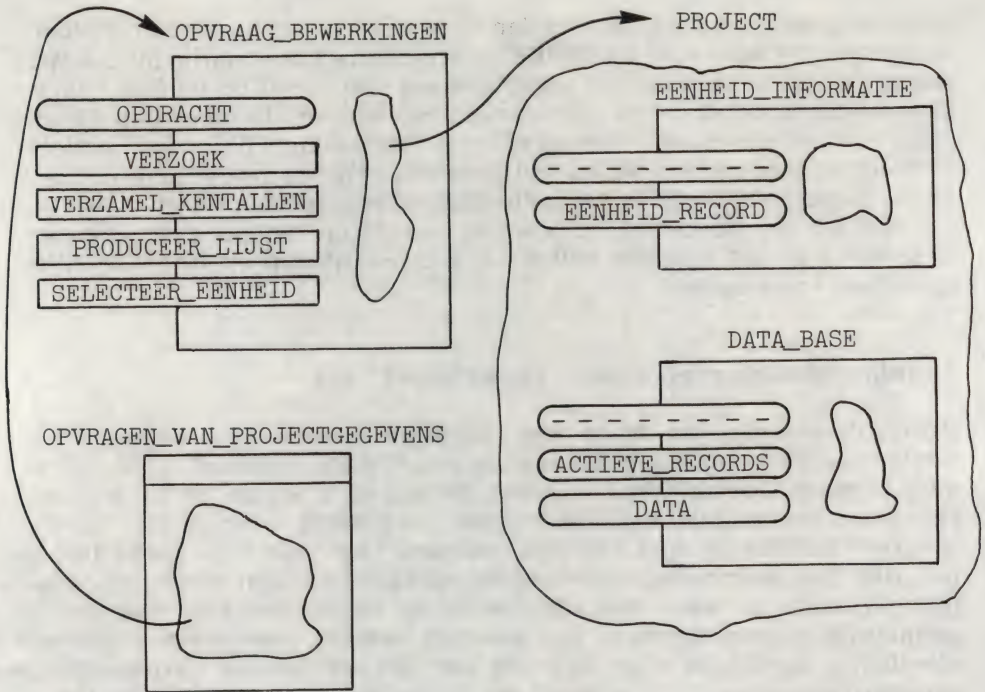 OPVRAAG_BEWERKINGEN
OPDRACHT
VERZOEK
VERZAMEL_KENTALLEN
PRODUCEER_LIJST
SELECTEER_EENHEID
OPVRAGEN_VAN_PROJECTGEGEVENS
PROJECT
EENHEID_INFORMATIE
EENHEID_RECORD
DATA_BASE
ACTIEVE_RECORDS
DATA